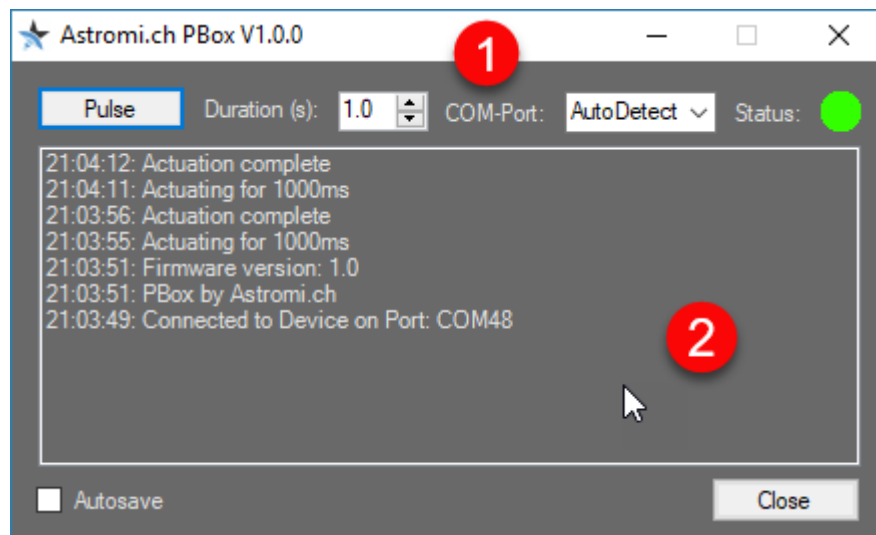 Astromi.ch PBox V1.0.0
1
Pulse Duration (s): 1.0 COM-Port: AutoDetect Status:
21:04:12: Actuation complete
21:04:11: Actuating for 1000ms
21:03:56: Actuation complete
21:03:55: Actuating for 1000ms
21:03:51: Firmware version: 1.0
21:03:51: PBox by Astromi.ch
21:03:49: Connected to Device on Port: COM48
2
Autosave Close